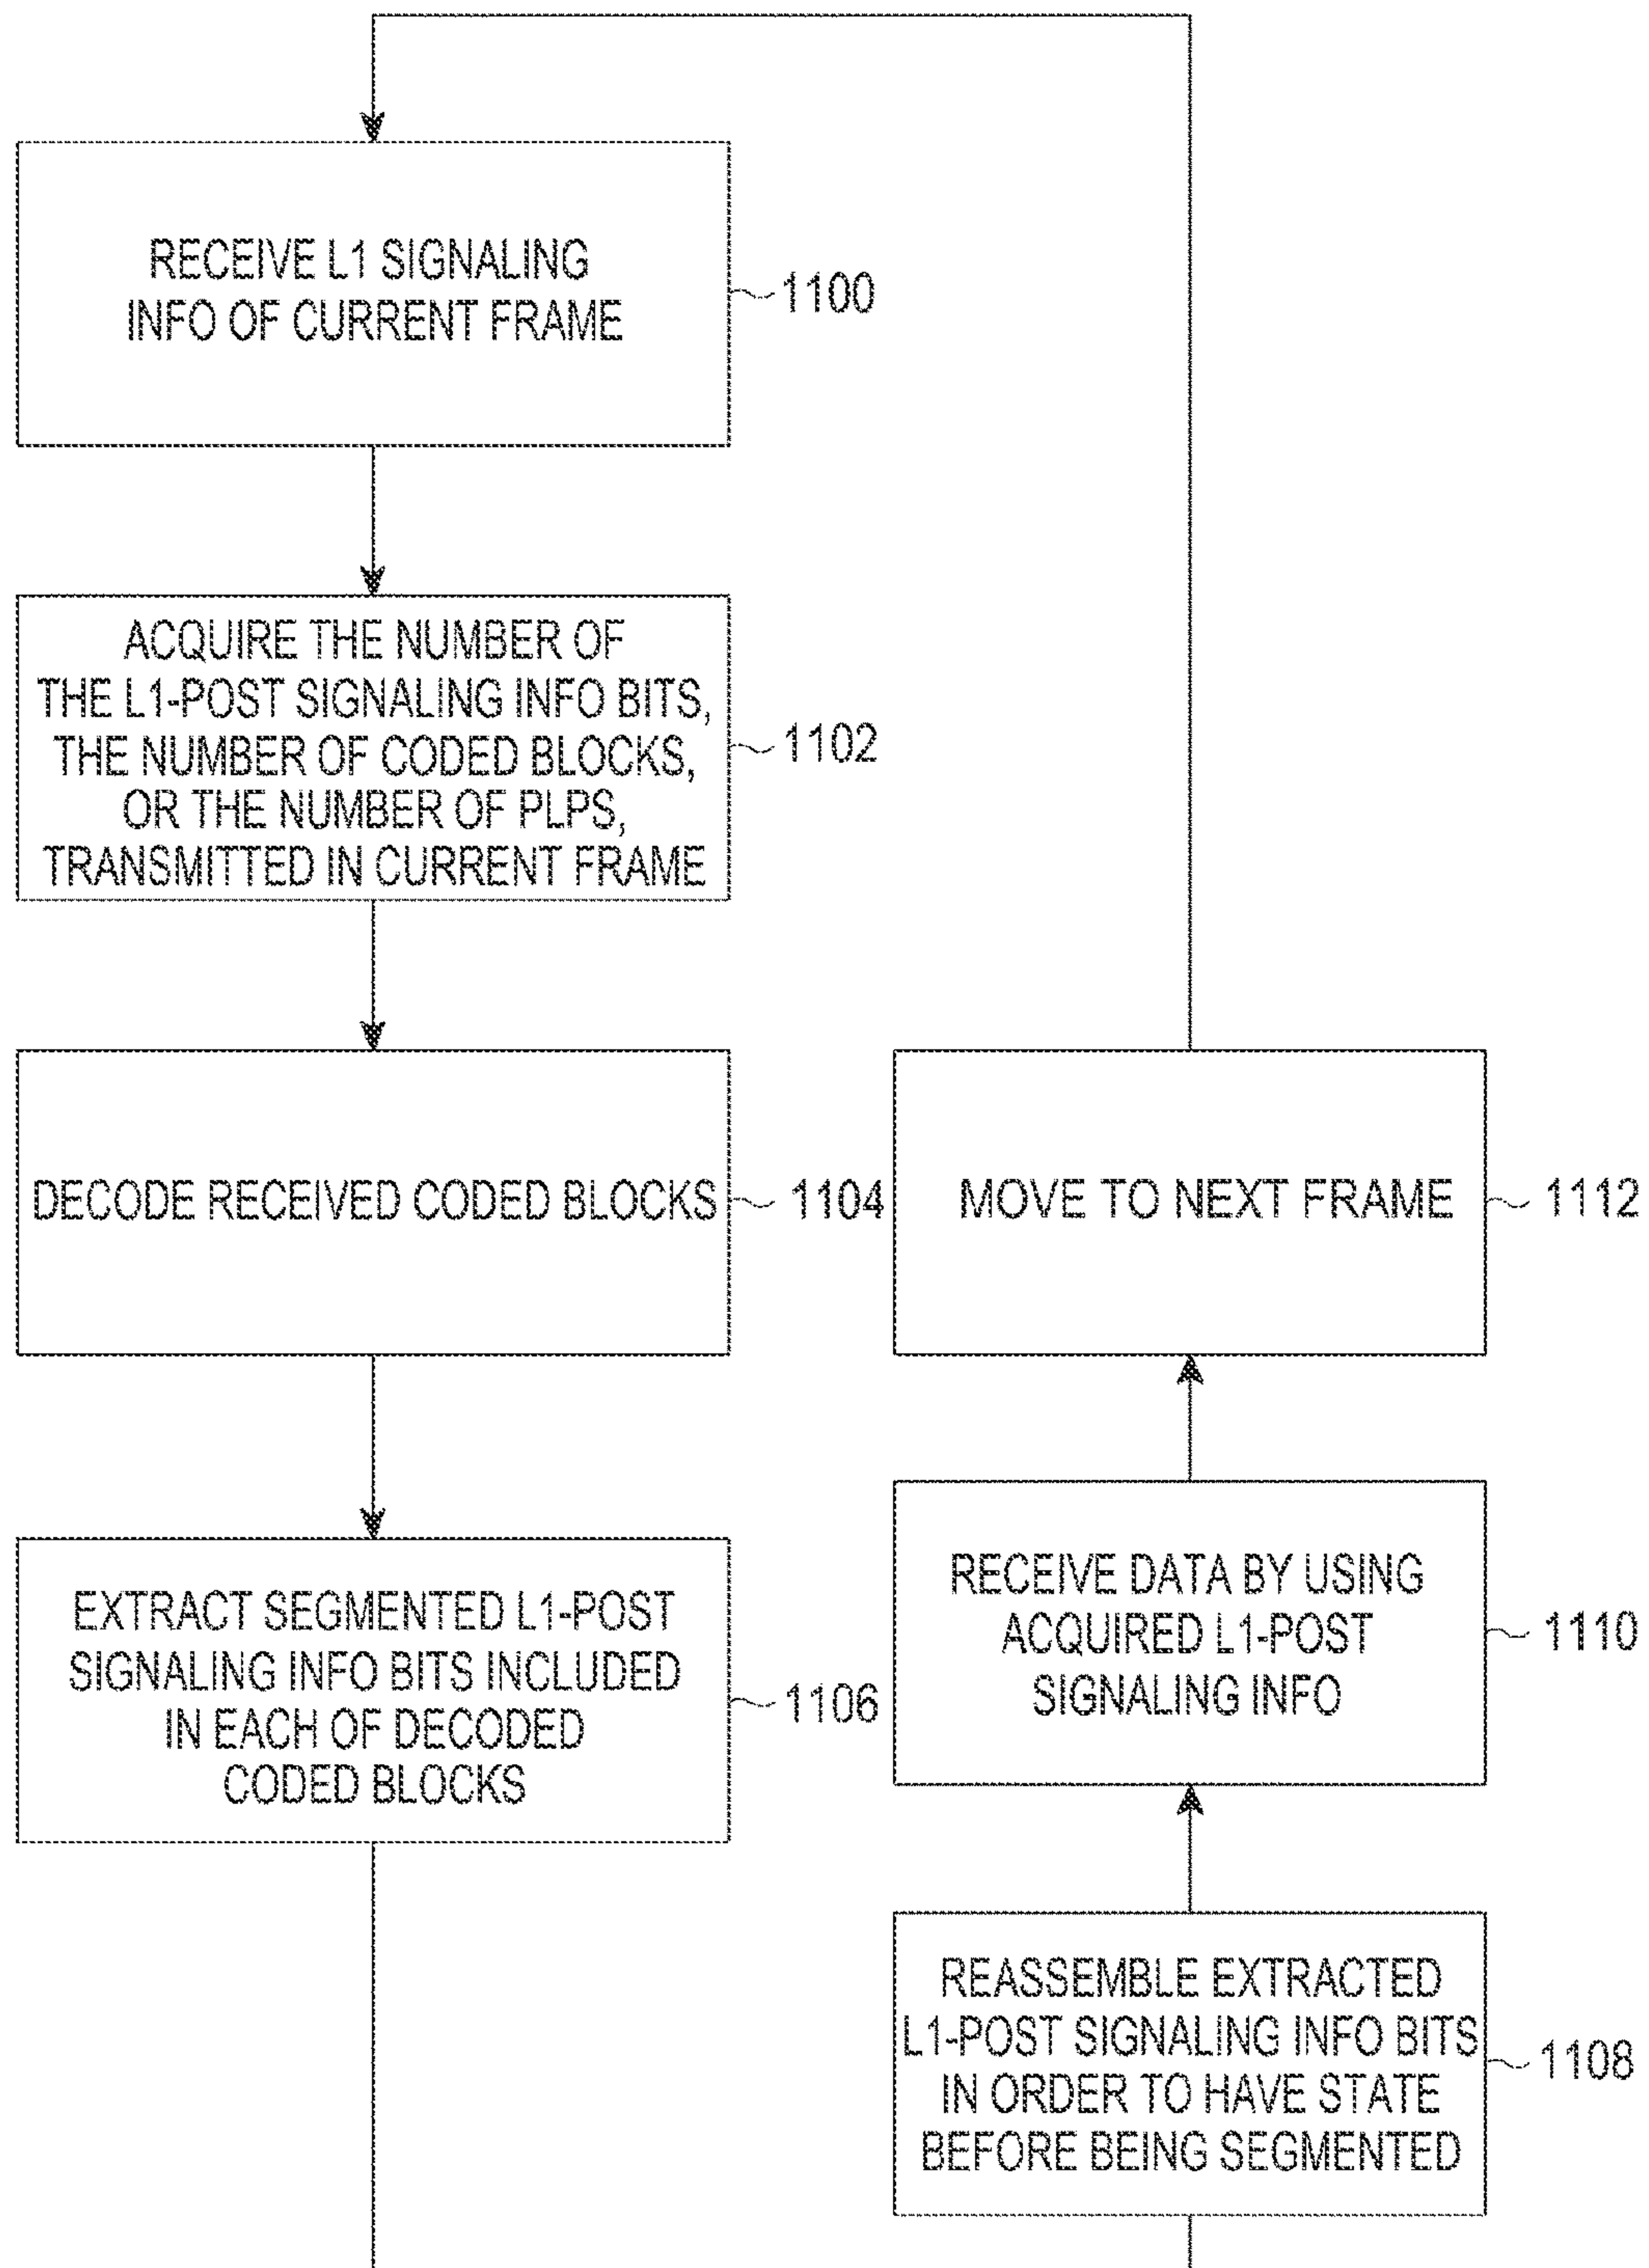 RECEIVE L1 SIGNALING
INFO OF CURRENT FRAME
1100
ACQUIRE THE NUMBER OF
THE L1-POST SIGNALING INFO BITS,
THE NUMBER OF CODED BLOCKS,
OR THE NUMBER OF PLPS,
TRANSMITTED IN CURRENT FRAME
1102
DECODE RECEIVED CODED BLOCKS
1104
EXTRACT SEGMENTED L1-POST
SIGNALING INFO BITS INCLUDED
IN EACH OF DECODED
CODED BLOCKS
1106
REASSEMBLE EXTRACTED
L1-POST SIGNALING INFO BITS
IN ORDER TO HAVE STATE
BEFORE BEING SEGMENTED
1108
RECEIVE DATA BY USING
ACQUIRED L1-POST
SIGNALING INFO
1110
MOVE TO NEXT FRAME
1112